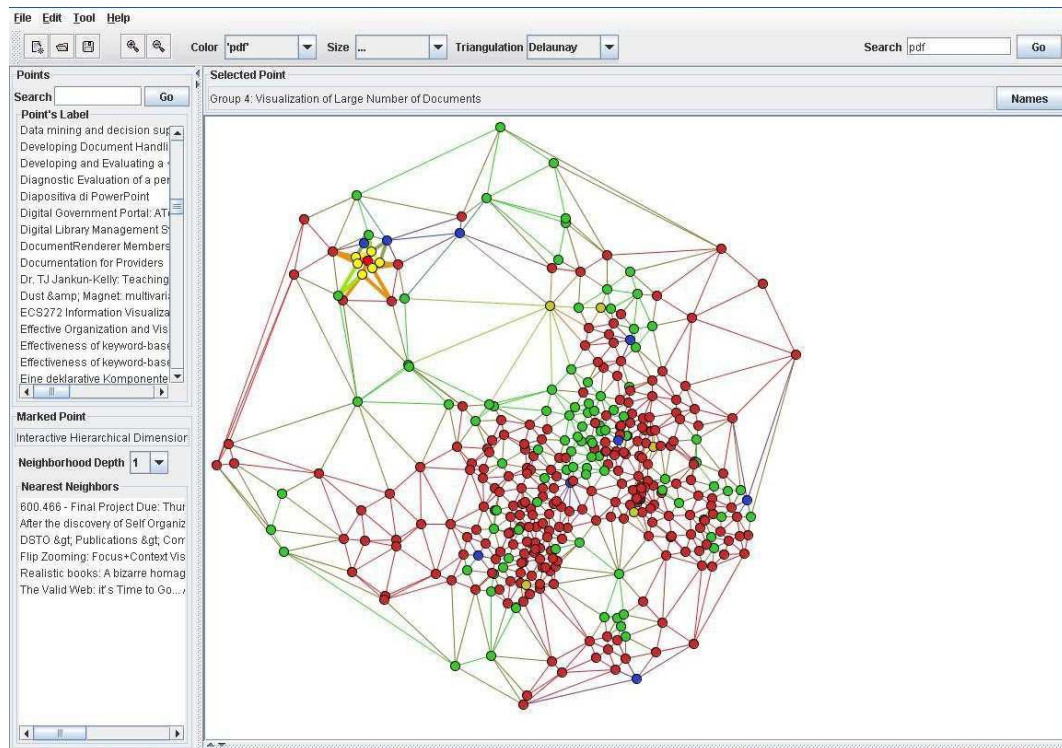 File Edit Tool Help
Color 'pdf' Size ... Triangulation Delaunay Search pdf Go
Points
Search Go
Point's Label
Data mining and decision sup
Developing Document Handli
Developing and Evaluating a
Diagnostic Evaluation of a per
Diapositiva di PowerPoint
Digital Government Portal: AT
Digital Library Management S
DocumentRenderer Members
Documentation for Providers
Dr. TJ Jankun-Kelly: Teaching
Dust &amp; Magnet: multivari
ECS272 Information Visualiza
Effective Organization and Vis
Effectiveness of keyword-base
Effectiveness of keyword-base
Eine deklarative Komponente
Marked Point
Interactive Hierarchical Dimension
Neighborhood Depth 1
Nearest Neighbors
600.466 - Final Project Due: Thur
After the discovery of Self Organiz
DSTO &gt; Publications &gt; Com
Flip Zooming: Focus+Context Vis
Realistic books: A bizarre homag
The Valid Web: it's Time to Go...
Selected Point
Group 4: Visualization of Large Number of Documents
Names